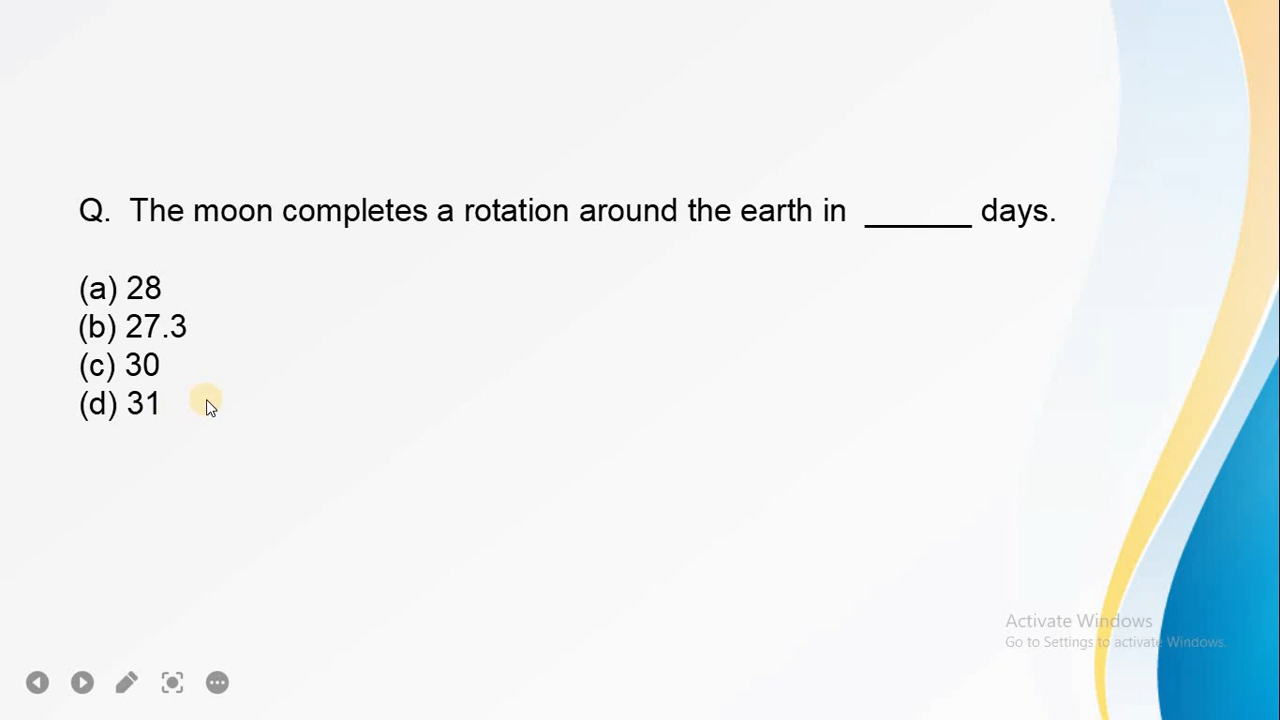 Q.  The moon completes a rotation around the earth in  ______ days.
(a) 28
(b) 27.3
(c) 30
(d) 31
Activate Windows
Go to Settings to activate Windows.